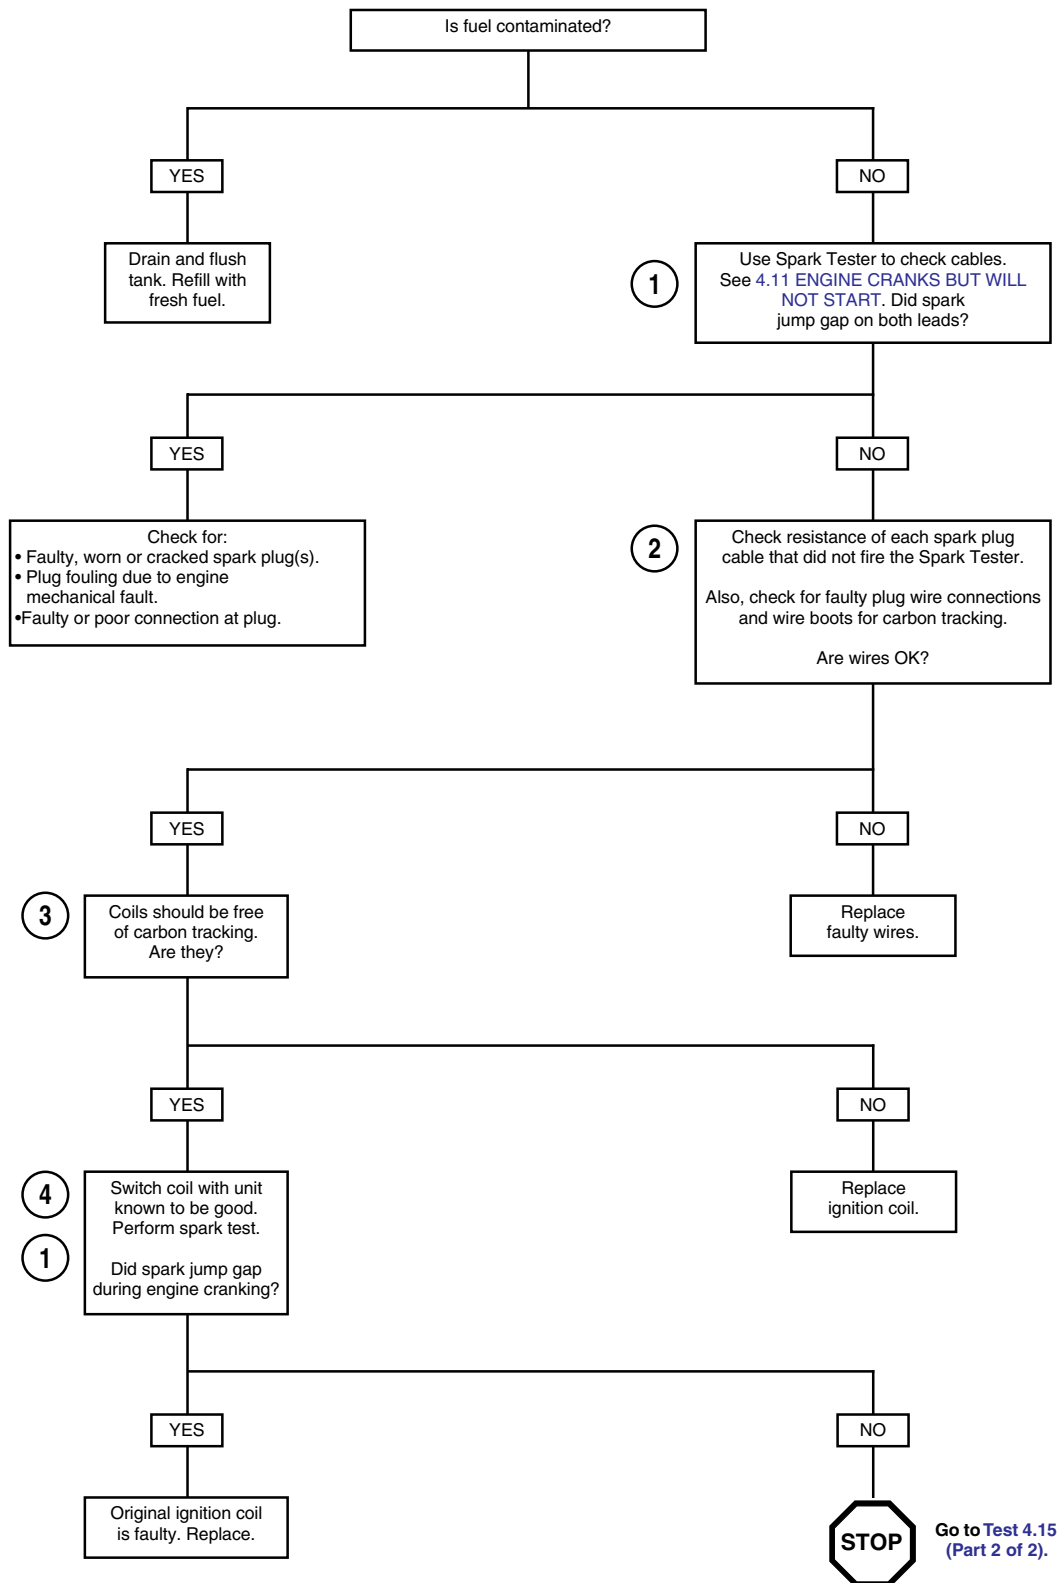 Is fuel contaminated?
YES
NO
Drain and flush
tank. Refill with
fresh fuel.
1
Use Spark Tester to check cables.
See 4.11 ENGINE CRANKS BUT WILL
NOT START. Did spark
jump gap on both leads?
YES
NO
Check for:
• Faulty, worn or cracked spark plug(s).
• Plug fouling due to engine
mechanical fault.
•Faulty or poor connection at plug.
2
Check resistance of each spark plug
cable that did not fire the Spark Tester.
Also, check for faulty plug wire connections
and wire boots for carbon tracking.
Are wires OK?
YES
NO
3
Coils should be free
of carbon tracking.
Are they?
Replace
faulty wires.
YES
NO
4
1
Switch coil with unit
known to be good.
Perform spark test.
Did spark jump gap
during engine cranking?
Replace
ignition coil.
YES
NO
Original ignition coil
is faulty. Replace.
STOP
Go to Test 4.15
(Part 2 of 2).